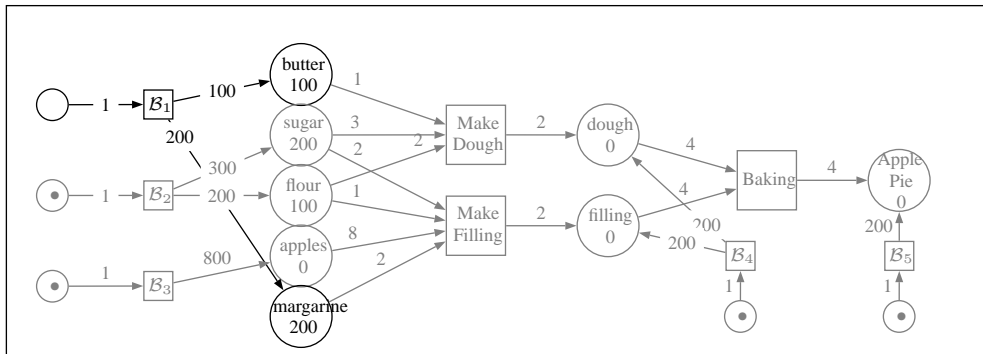 butter
100
1
B₁
100
1
200
sugar
200
3
2
Make
Dough
2
dough
0
4
300
2
1
B₂
200
flour
100
1
4
Baking
4
Apple
Pie
0
Make
Filling
2
filling
0
200
200
200
B₄
B₅
apples
0
8
800
1
B₃
2
1
1
margarine
200